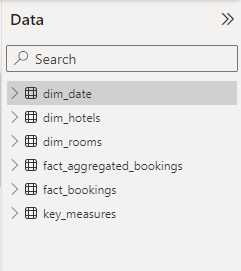 Data
Search
dim_date
dim_hotels
dim_rooms
fact_aggregated_bookings
fact_bookings
key_measures